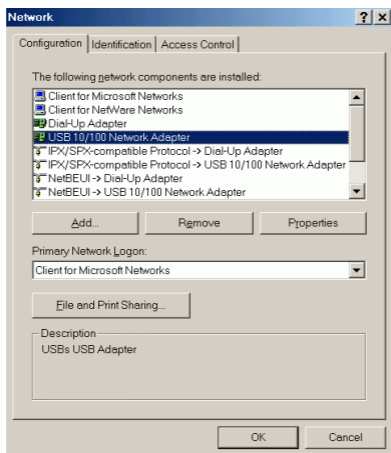 Network
Configuration Identification Access Control
The following network components are installed:
Client for Microsoft Networks
Client for NetWare Networks
Dial-Up Adapter
USB 10/100 Network Adapter
IPX/SPX-compatible Protocol -> Dial-Up Adapter
IPX/SPX-compatible Protocol -> USB 10/100 Network Adapter
NetBEUI -> Dial-Up Adapter
NetBEUI -> USB 10/100 Network Adapter
Add... Remove Properties
Primary Network Logon:
Client for Microsoft Networks
File and Print Sharing...
Description
USBs USB Adapter
OK Cancel